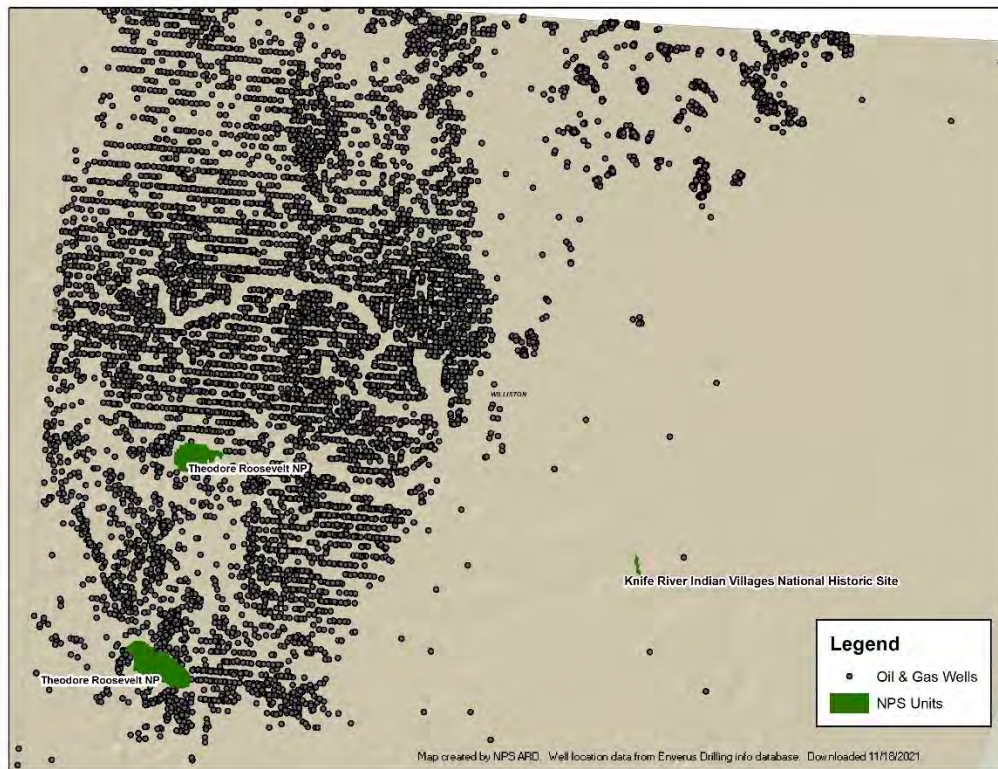 WILLISTON
Theodore Roosevelt NP
Knife River Indian Villages National Historic Site
Theodore Roosevelt NP
Legend
Oil & Gas Wells
NPS Units
Map created by NPS ARD. Well location data from Enverus Drilling info database. Downloaded 11/18/2021.